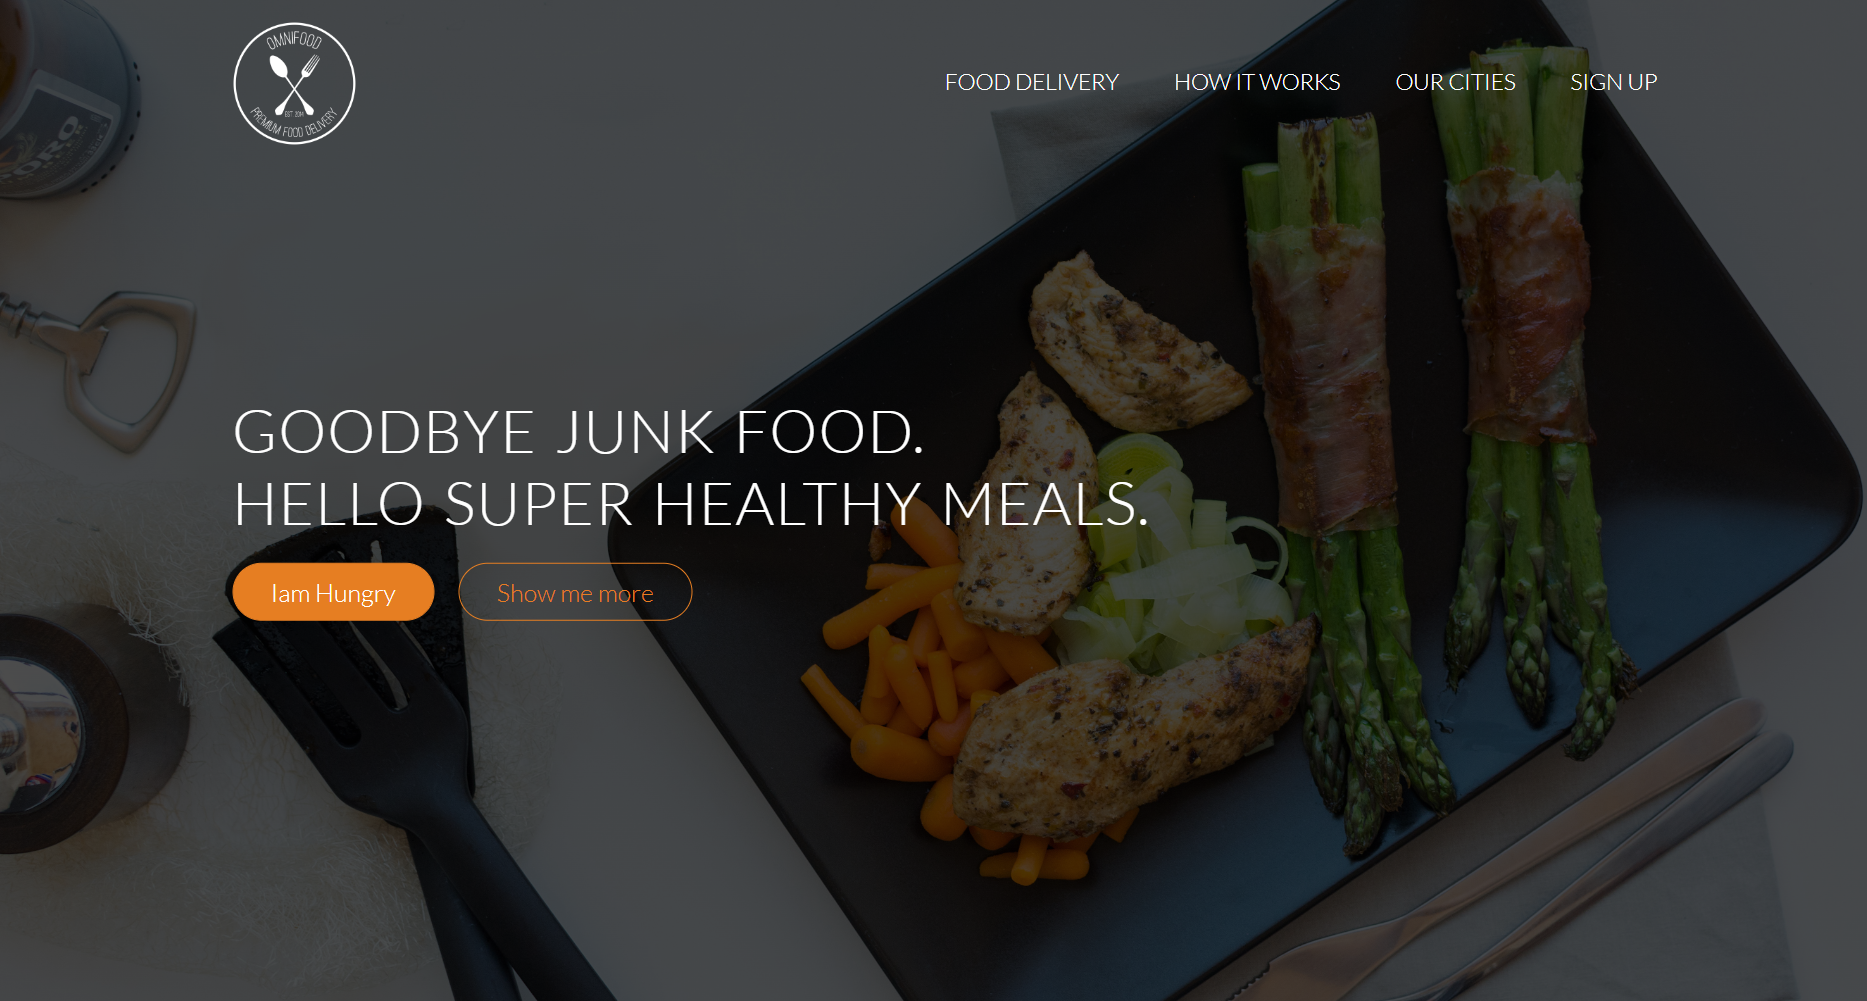 OMNIFOOD
EST 2014
PREMIUM FOOD DELIVERY
FOOD DELIVERY
HOW IT WORKS
OUR CITIES
SIGN UP
GOODBYE JUNK FOOD.
HELLO SUPER HEALTHY MEALS.
Iam Hungry
Show me more